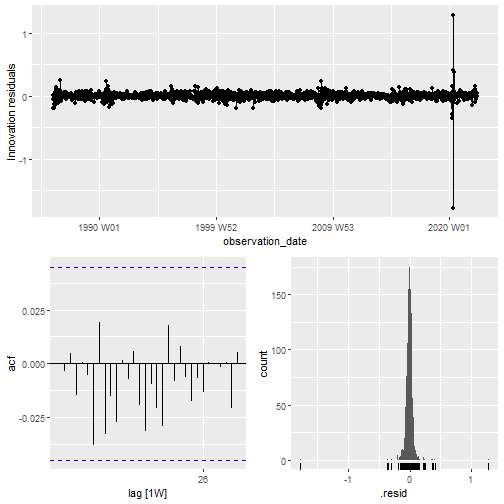 Innovation residuals
1
0
-1
1990 W01
1999 W52
2009 W53
2020 W01
observation_date
acf
0.025
0.000
-0.025
26
lag [1W]
count
150
100
50
0
-1
0
1
.resid